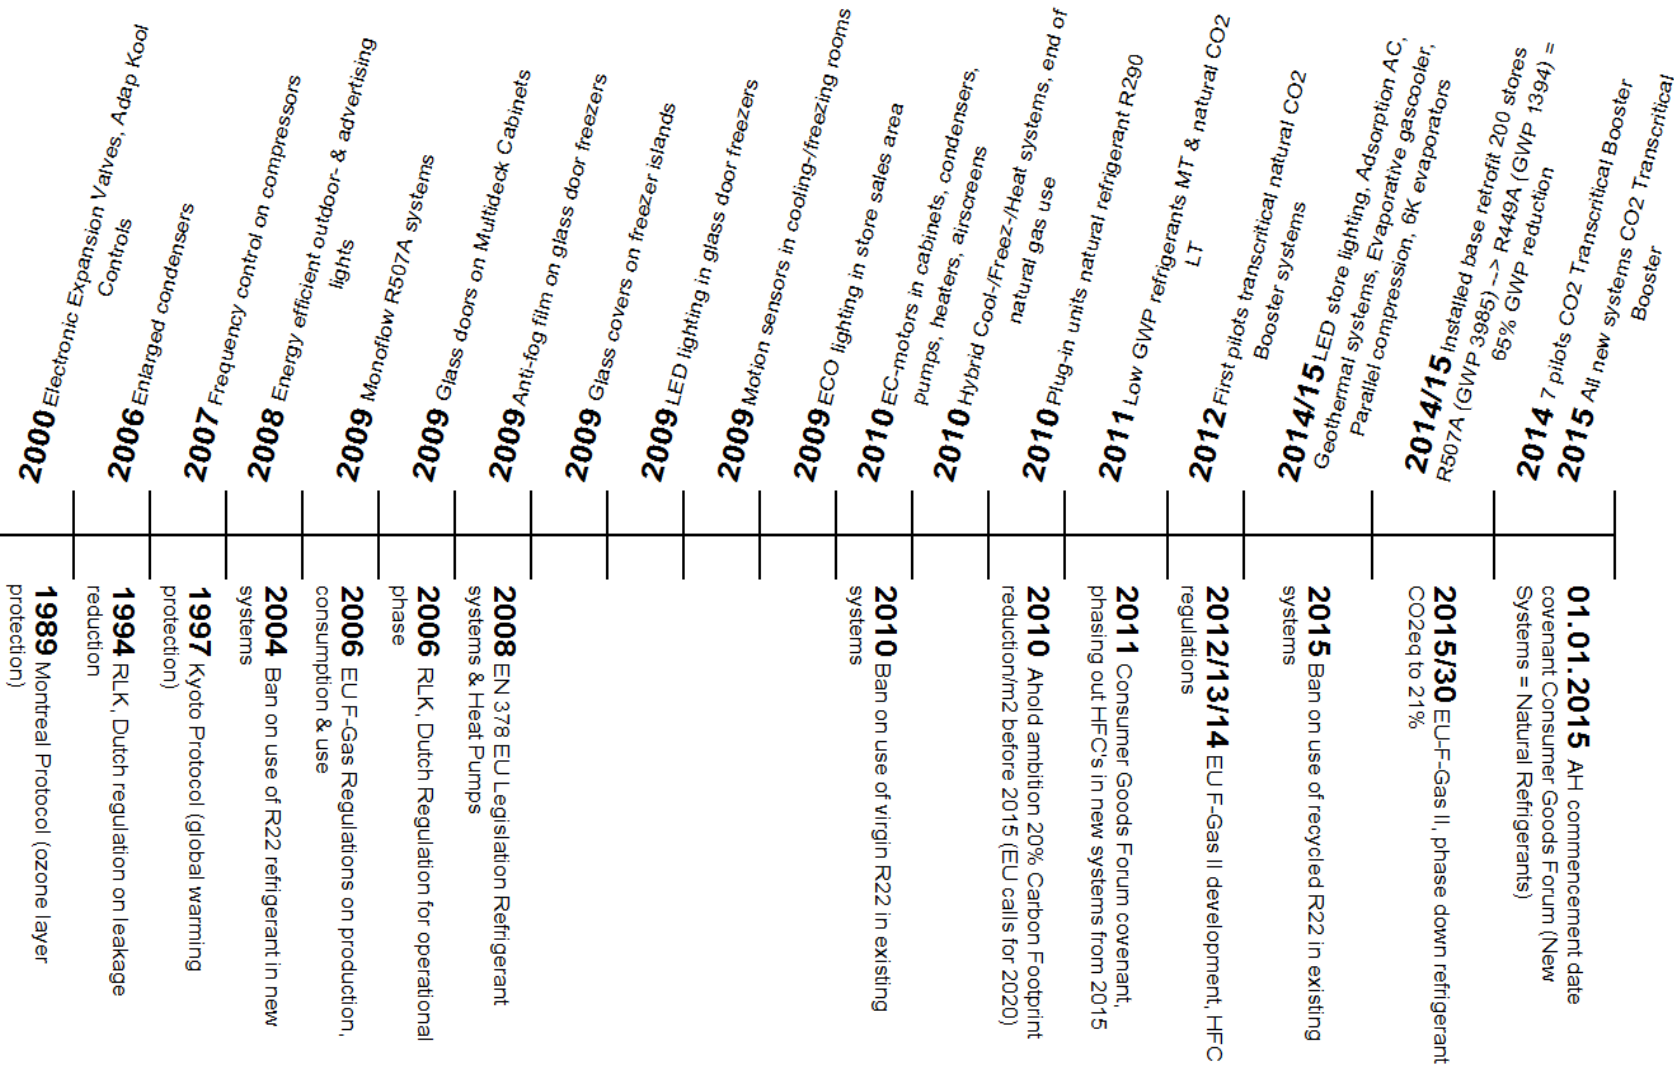 2000 Electronic Expansion Valves, Adap Kool
Controls
2006 Enlarged condensers
2007 Frequency control on compressors
2008 Energy efficient outdoor- & advertising
lights
2009 Monoflow R507A systems
2009 Glass doors on Multideck Cabinets
2009 Anti-fog film on glass door freezers
2009 Glass covers on freezer islands
2009 LED lighting in glass door freezers
2009 Motion sensors in cooling-/freezing rooms
2009 ECO lighting in store sales area
2010 EC-motors in cabinets, condensers,
pumps, heaters, airscreens
2010 Hybrid Cool-/Freez-/Heat systems, end of
natural gas use
2010 Plug-in units natural refrigerant R290
2011 Low GWP refrigerants MT & natural CO2
LT
2012 First pilots transcritical natural CO2
Booster systems
2014/15 LED store lighting, Adsorption AC,
Geothermal systems, Evaporative gascooler,
Parallel compression, 6K evaporators
2014/15 Installed base retrofit 200 stores
R507A (GWP 3985) --> R449A (GWP 1394) =
65% GWP reduction
2014 7 pilots CO2 Transcritical Booster
2015 All new systems CO2 Transcritical
Booster
1989 Montreal Protocol (ozone layer
protection)
1994 RLK, Dutch regulation on leakage
reduction
1997 Kyoto Protocol (global warming
protection)
2004 Ban on use of R22 refrigerant in new
systems
2006 EU F-Gas Regulations on production,
consumption & use
2006 RLK, Dutch Regulation for operational
phase
2008 EN 378 EU Legislation Refrigerant
systems & Heat Pumps
2010 Ban on use of virgin R22 in existing
systems
2010 Ahold ambition 20% Carbon Footprint
reduction/m2 before 2015 (EU calls for 2020)
2011 Consumer Goods Forum covenant,
phasing out HFC's in new systems from 2015
2012/13/14 EU F-Gas II development, HFC
regulations
2015 Ban on use of recycled R22 in existing
systems
2015/30 EU-F-Gas II, phase down refrigerant
CO2eq to 21%
01.01.2015 AH commencement date
covenant Consumer Goods Forum (New
Systems = Natural Refrigerants)